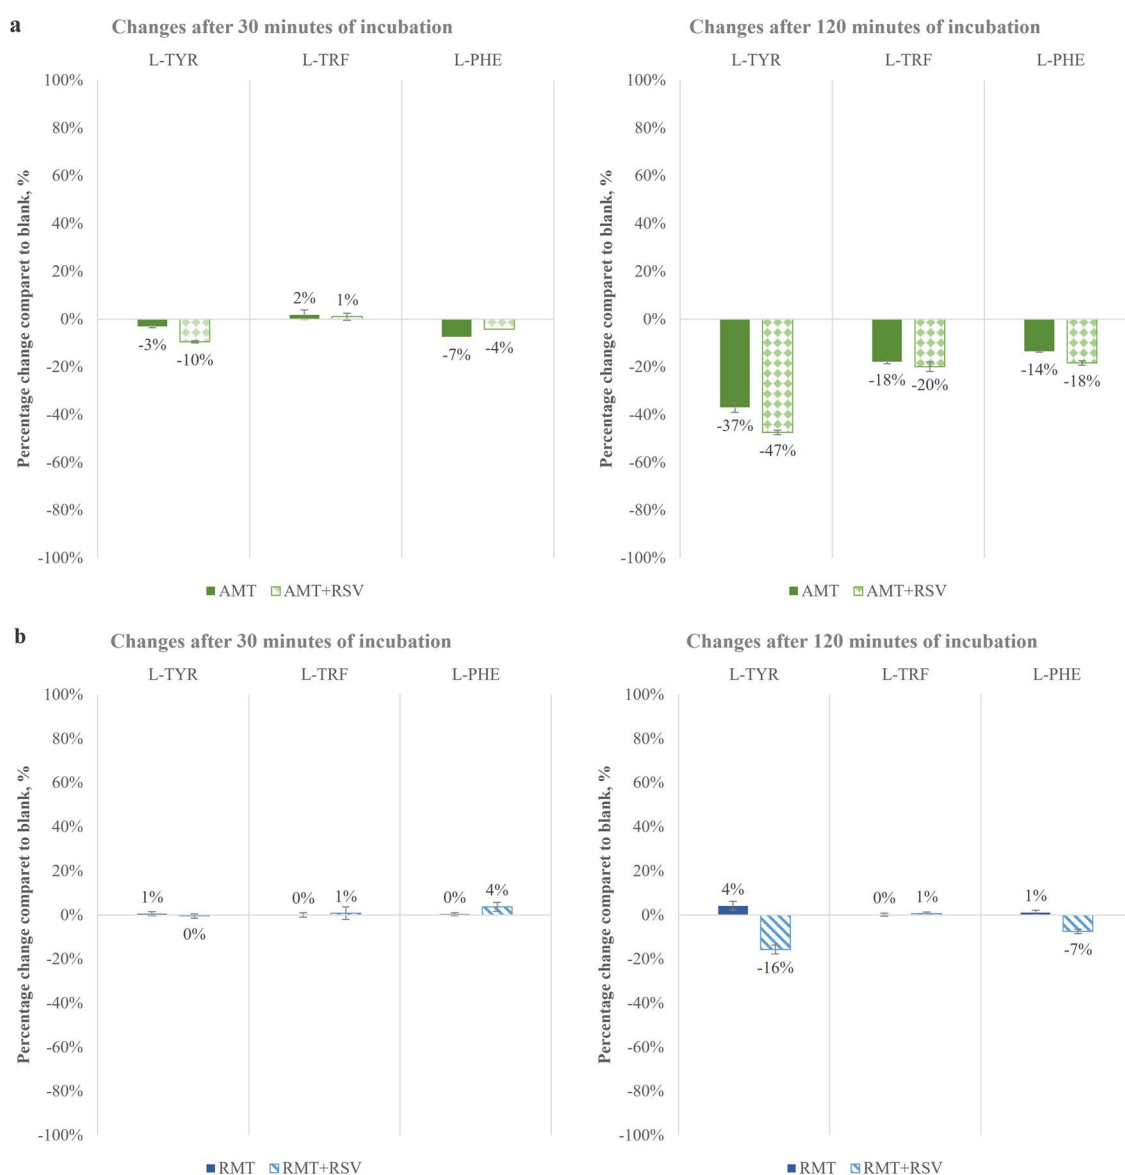 a
Changes after 30 minutes of incubation
L-TYR L-TRF L-PHE
Percentage change comparet to blank, %
100%
80%
60%
40%
20%
0%
-20%
-40%
-60%
-80%
-100%
-3% -10% 2% 1% -7% -4%
AMT AMT+RSV
Changes after 120 minutes of incubation
L-TYR L-TRF L-PHE
Percentage change comparet to blank, %
100%
80%
60%
40%
20%
0%
-20%
-40%
-60%
-80%
-100%
-37% -47% -18% -20% -14% -18%
AMT AMT+RSV
b
Changes after 30 minutes of incubation
L-TYR L-TRF L-PHE
Percentage change comparet to blank, %
100%
80%
60%
40%
20%
0%
-20%
-40%
-60%
-80%
-100%
1% 0% 0% 1% 0% 4%
RMT RMT+RSV
Changes after 120 minutes of incubation
L-TYR L-TRF L-PHE
Percentage change comparet to blank, %
100%
80%
60%
40%
20%
0%
-20%
-40%
-60%
-80%
-100%
4% -16% 0% 1% 1% -7%
RMT RMT+RSV